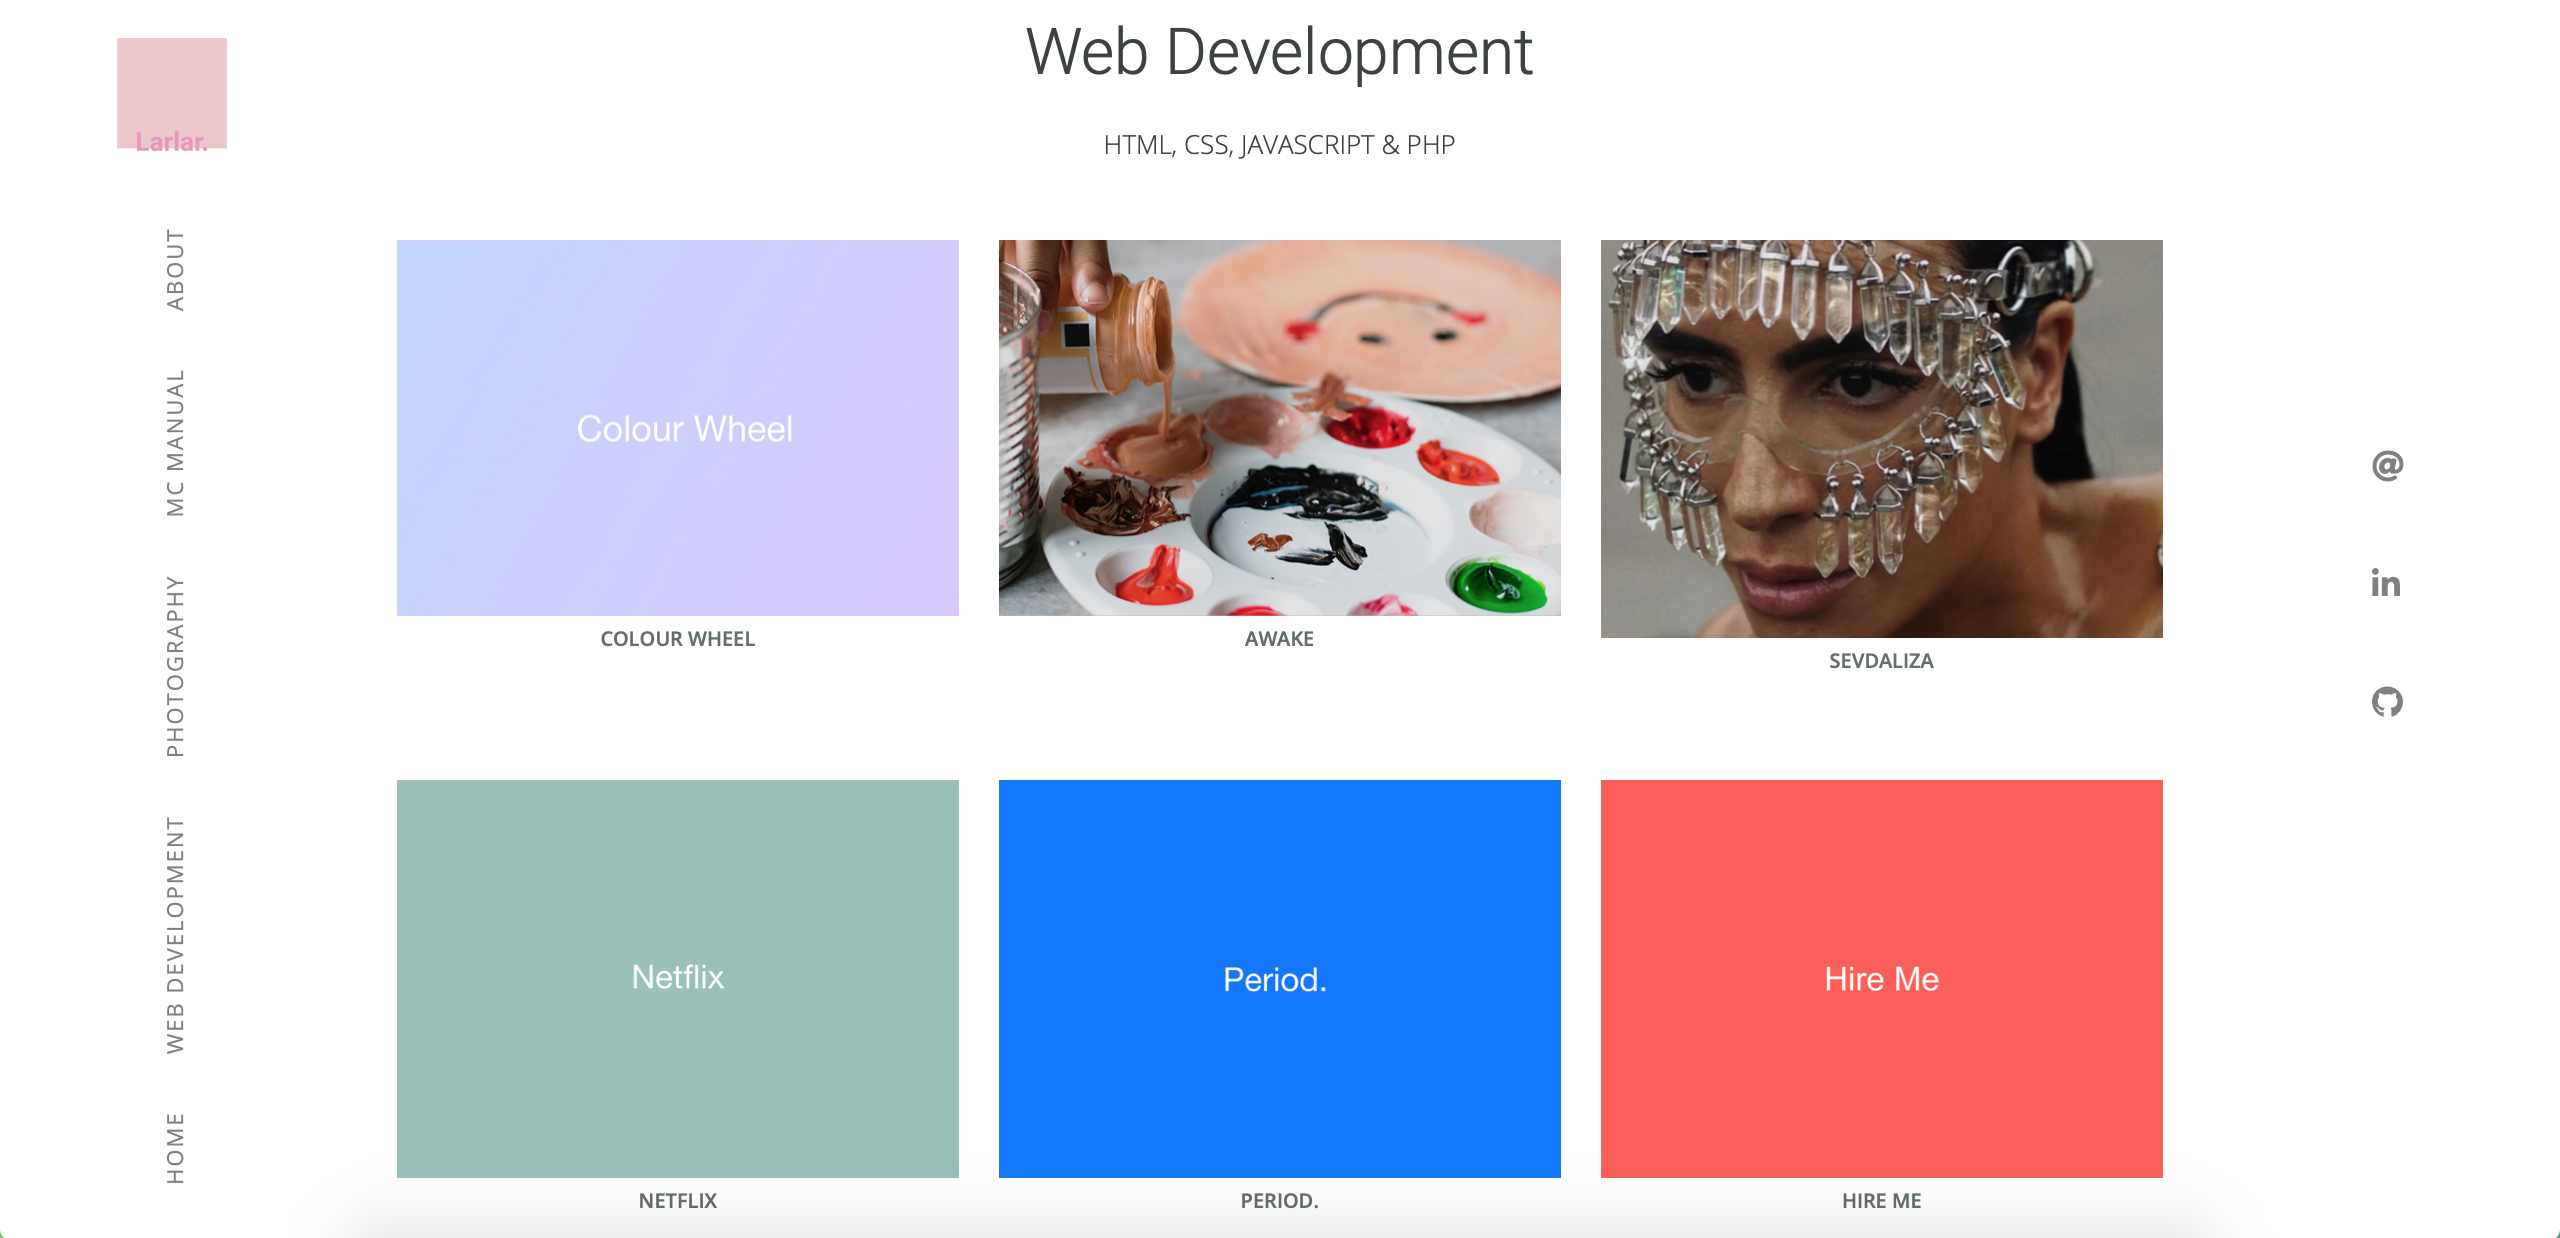 Web Development
HTML, CSS, JAVASCRIPT & PHP
Larlar.
ABOUT
MC MANUAL
PHOTOGRAPHY
WEB DEVELOPMENT
HOME
Colour Wheel
COLOUR WHEEL
AWAKE
SEVDALIZA
@
in
Netflix
Period.
Hire Me
NETFLIX
PERIOD.
HIRE ME